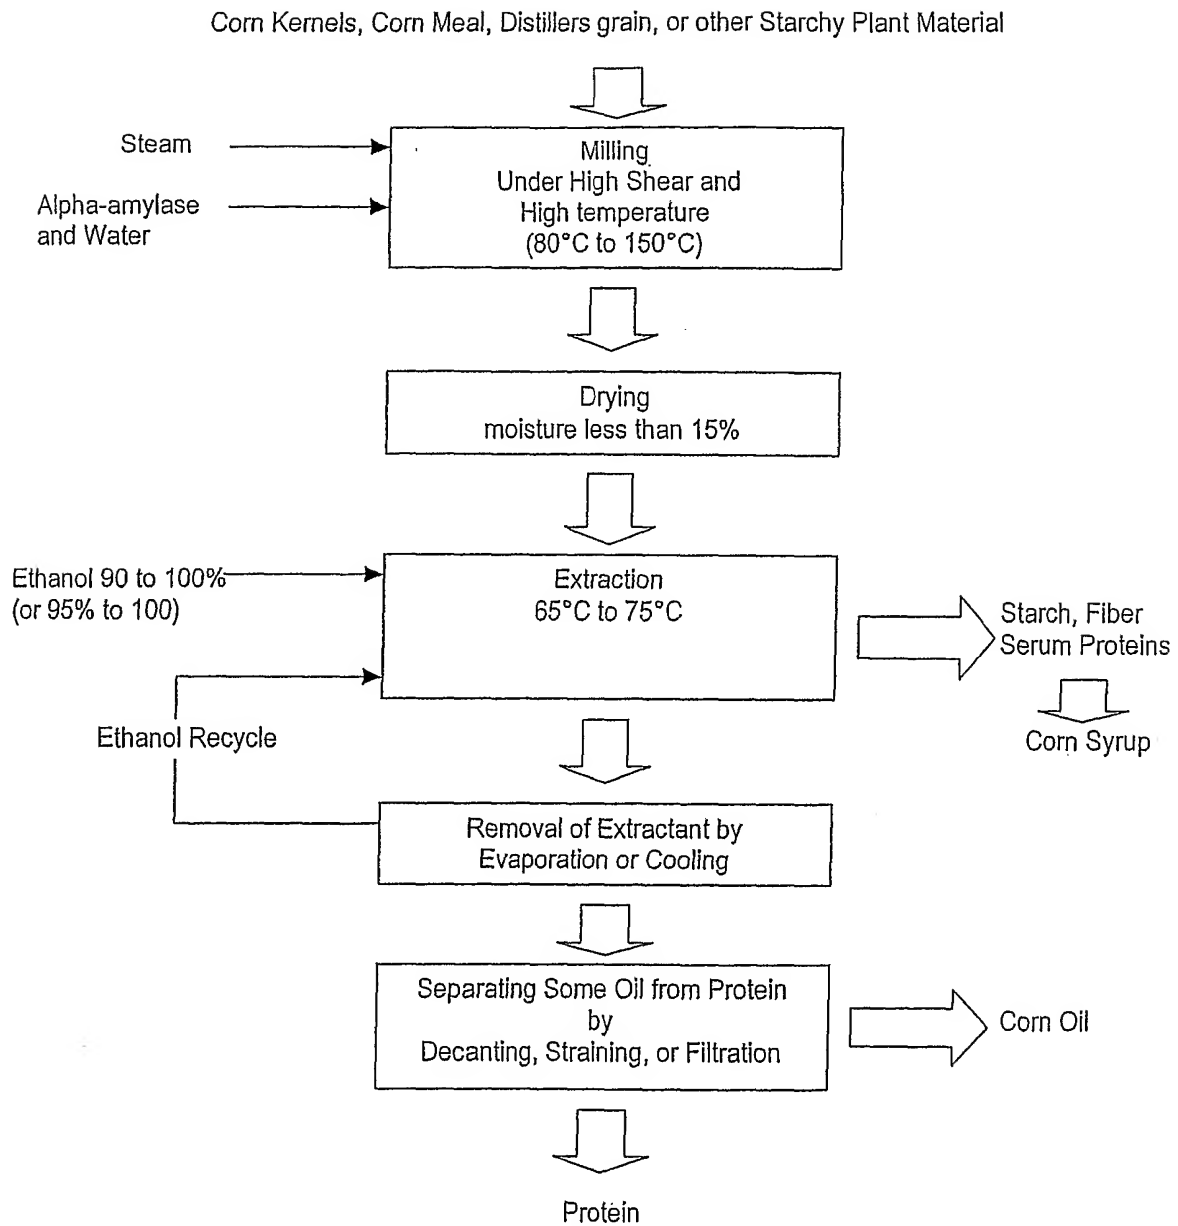 Corn Kernels, Corn Meal, Distillers grain, or other Starchy Plant Material
Steam
Alpha-amylase
and Water
Milling
Under High Shear and
High temperature
(80°C to 150°C)
Drying
moisture less than 15%
Ethanol 90 to 100%
(or 95% to 100)
Extraction
65°C to 75°C
Starch, Fiber
Serum Proteins
Corn Syrup
Ethanol Recycle
Removal of Extractant by
Evaporation or Cooling
Separating Some Oil from Protein
by
Decanting, Straining, or Filtration
Corn Oil
Protein